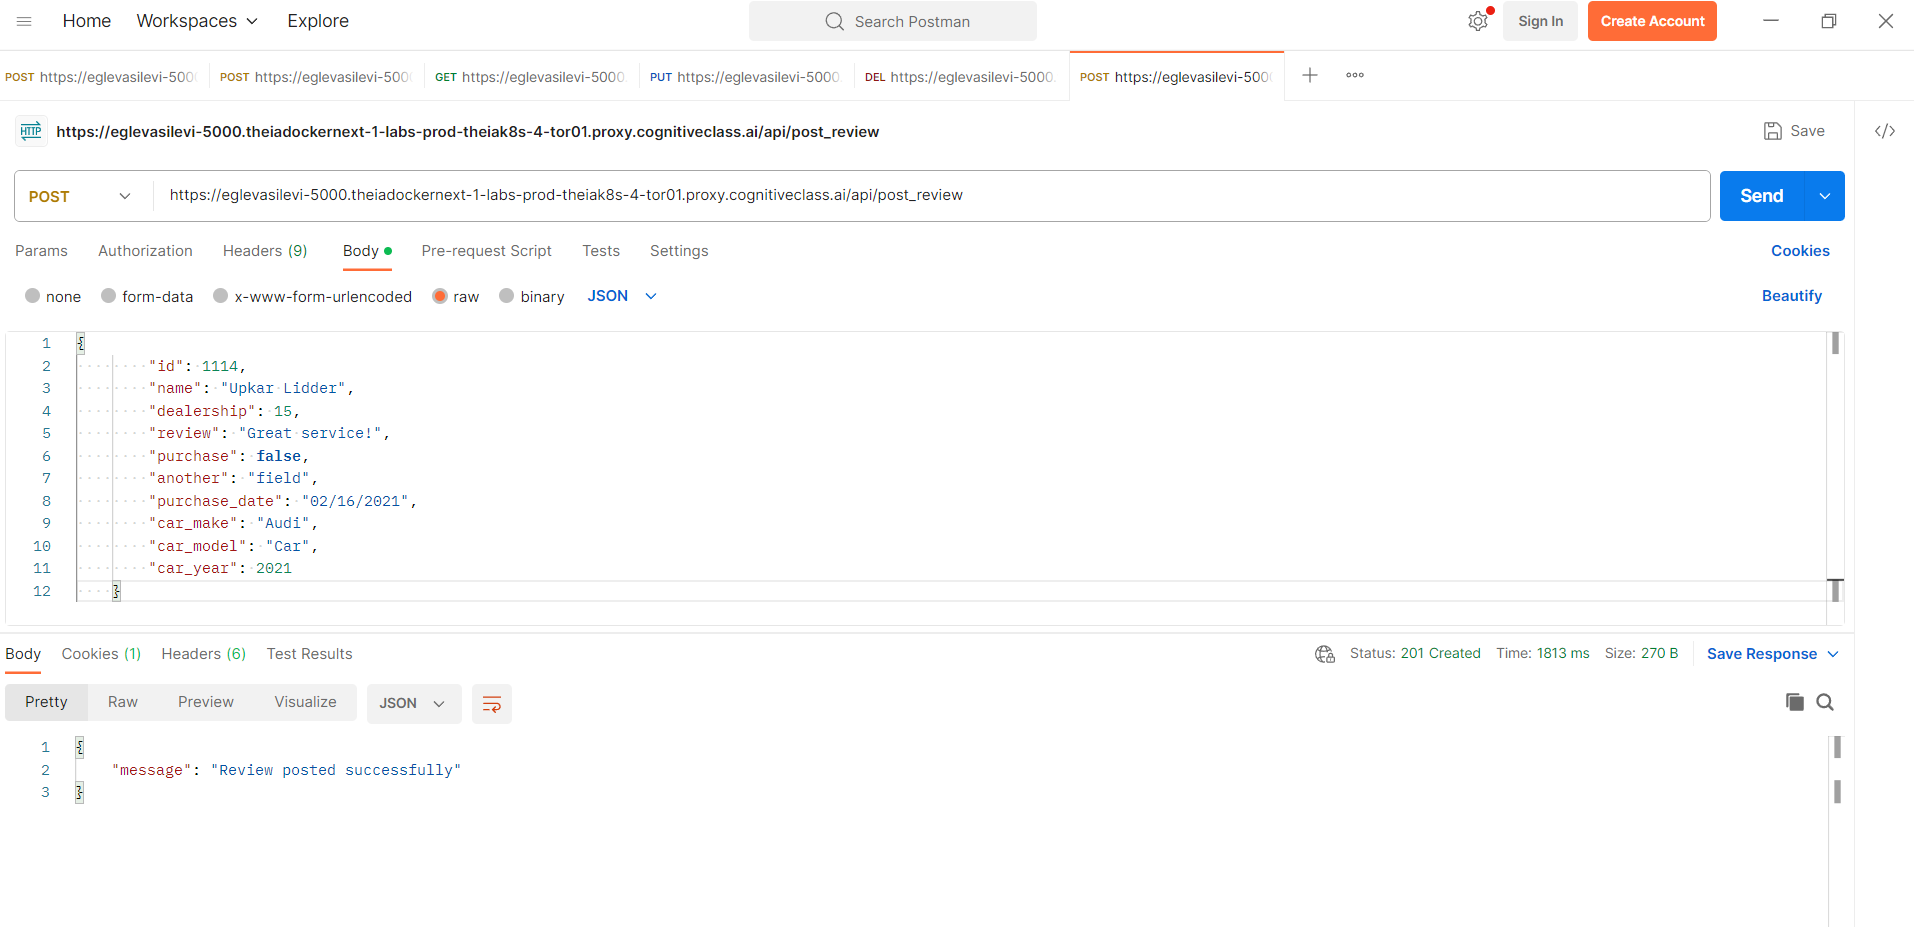 Home Workspaces Explore Search Postman Sign In Create Account
POST https://eglevasilevi-500 POST https://eglevasilevi-500 GET https://eglevasilevi-5000. PUT https://eglevasilevi-5000. DEL https://eglevasilevi-5000. POST https://eglevasilevi-500
HTTP https://eglevasilevi-5000.theiadockernext-1-labs-prod-theiak8s-4-tor01.proxy.cognitiveclass.ai/api/post_review Save </>
POST https://eglevasilevi-5000.theiadockernext-1-labs-prod-theiak8s-4-tor01.proxy.cognitiveclass.ai/api/post_review Send
Params Authorization Headers (9) Body Pre-request Script Tests Settings Cookies
none form-data x-www-form-urlencoded raw binary JSON Beautify
1 {
2 "id": 1114,
3 "name": "Upkar Lidder",
4 "dealership": 15,
5 "review": "Great service!",
6 "purchase": false,
7 "another": "field",
8 "purchase_date": "02/16/2021",
9 "car_make": "Audi",
10 "car_model": "Car",
11 "car_year": 2021
12 }
Body Cookies (1) Headers (6) Test Results Status: 201 Created Time: 1813 ms Size: 270 B Save Response
Pretty Raw Preview Visualize JSON
1 {
2 "message": "Review posted successfully"
3 }